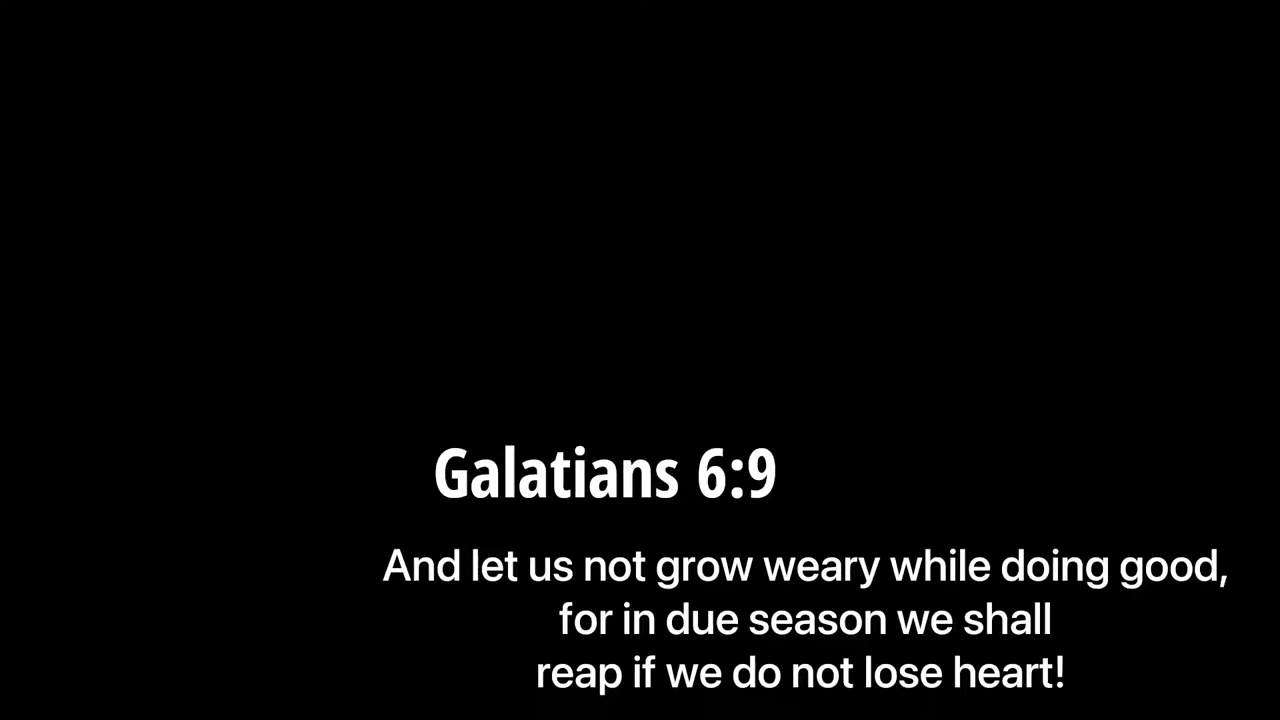 Galatians 6:9
And let us not grow weary while doing good,
for in due season we shall
reap if we do not lose heart!